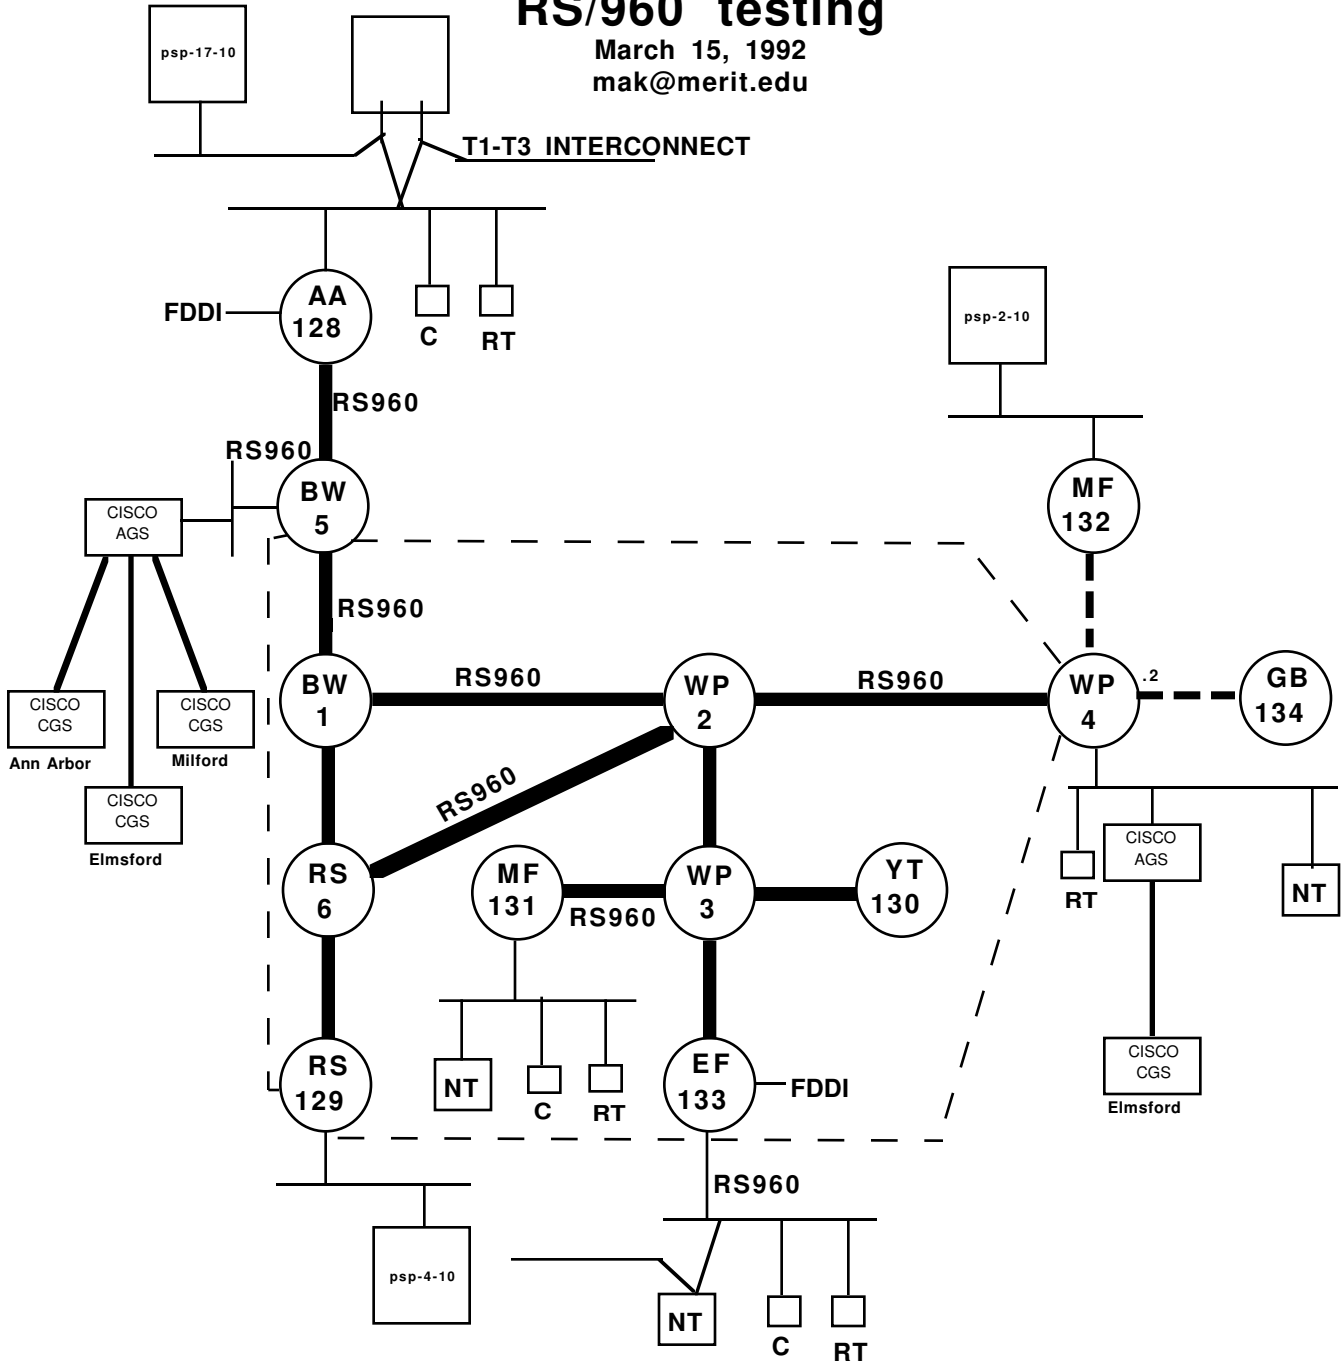 RS/960 testing
March 15, 1992
mak@merit.edu
psp-17-10
T1-T3 INTERCONNECT
FDDI
AA
128
C
RT
psp-2-10
RS960
RS960
BW
5
CISCO
AGS
MF
132
RS960
BW
1
RS960
WP
2
RS960
WP
4
.2
GB
134
CISCO
CGS
Ann Arbor
CISCO
CGS
Milford
CISCO
CGS
Elmsford
RS960
RS
6
MF
131
RS960
WP
3
YT
130
RT
CISCO
AGS
NT
RS
129
NT
C
RT
EF
133
FDDI
CISCO
CGS
Elmsford
RS960
psp-4-10
NT
C
RT